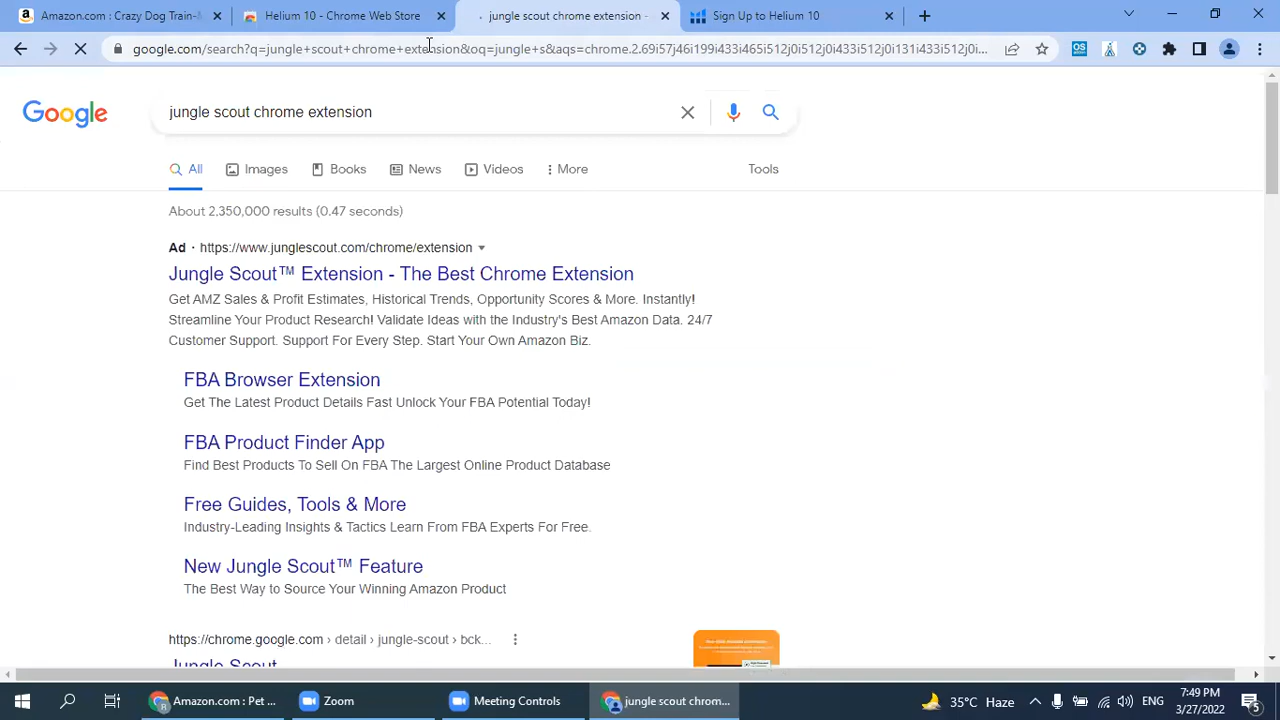 Amazon.com : Crazy Dog Train
Helium 10 - Chrome Web Store
jungle scout chrome extension -
Sign Up to Helium 10
google.com/search?q=jungle+scout+chrome+extension&oq=jungle+s&aqs=chrome.2.69i57j46i199i433i465i512j0i512j0i433i512j0i131i433i512j0i...
Google
jungle scout chrome extension
All
Images
Books
News
Videos
More
Tools
About 2,350,000 results (0.47 seconds)
Ad · https://www.junglescout.com/chrome/extension
Jungle Scout™ Extension - The Best Chrome Extension
Get AMZ Sales & Profit Estimates, Historical Trends, Opportunity Scores & More. Instantly!
Streamline Your Product Research! Validate Ideas with the Industry's Best Amazon Data. 24/7
Customer Support. Support For Every Step. Start Your Own Amazon Biz.
FBA Browser Extension
Get The Latest Product Details Fast Unlock Your FBA Potential Today!
FBA Product Finder App
Find Best Products To Sell On FBA The Largest Online Product Database
Free Guides, Tools & More
Industry-Leading Insights & Tactics Learn From FBA Experts For Free.
New Jungle Scout™ Feature
The Best Way to Source Your Winning Amazon Product
https://chrome.google.com › detail › jungle-scout › bck...
Jungle Scout
Amazon.com : Pet ...
Zoom
Meeting Controls
jungle scout chrom...
35°C Haze
ENG
7:49 PM
3/27/2022
5